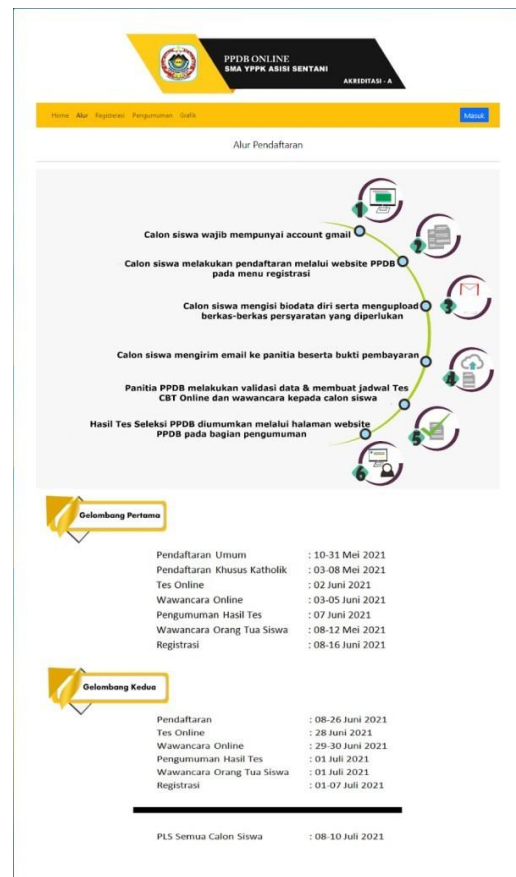 PPDB ONLINE
SMA YPPK ASISI SENTANI
AKREDITASI - A
Home Alur Registrasi Pengumuman Grafik Masuk
Alur Pendaftaran
1
Calon siswa wajib mempunyai account gmail
2
Calon siswa melakukan pendaftaran melalui website PPDB
pada menu registrasi
3
Calon siswa mengisi biodata diri serta mengupload
berkas-berkas persyaratan yang diperlukan
4
Calon siswa mengirim email ke panitia beserta bukti pembayaran
5
Panitia PPDB melakukan validasi data & membuat jadwal Tes
CBT Online dan wawancara kepada calon siswa
6
Hasil Tes Seleksi PPDB diumumkan melalui halaman website
PPDB pada bagian pengumuman
Gelombang Pertama
Pendaftaran Umum : 10-31 Mei 2021
Pendaftaran Khusus Katholik : 03-08 Mei 2021
Tes Online : 02 Juni 2021
Wawancara Online : 03-05 Juni 2021
Pengumuman Hasil Tes : 07 Juni 2021
Wawancara Orang Tua Siswa : 08-12 Mei 2021
Registrasi : 08-16 Juni 2021
Gelombang Kedua
Pendaftaran : 08-26 Juni 2021
Tes Online : 28 Juni 2021
Wawancara Online : 29-30 Juni 2021
Pengumuman Hasil Tes : 01 Juli 2021
Wawancara Orang Tua Siswa : 01 Juli 2021
Registrasi : 01-07 Juli 2021
PLS Semua Calon Siswa : 08-10 Juli 2021